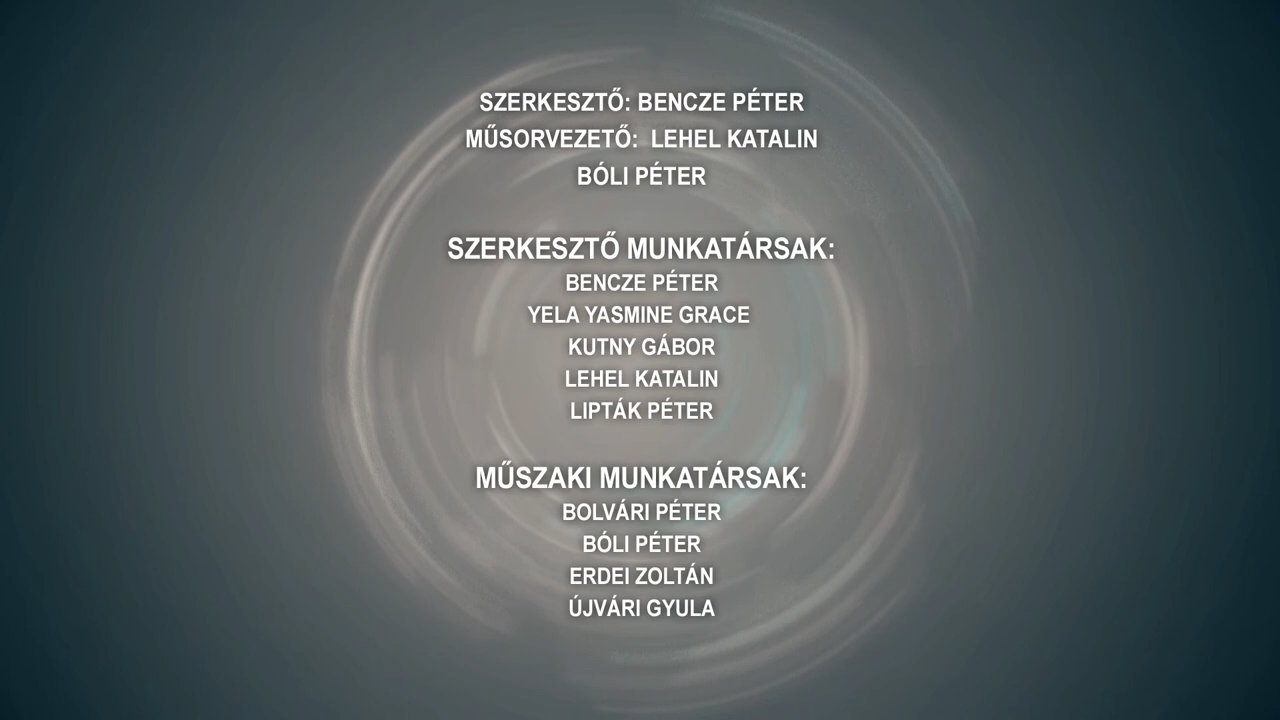 SZERKESZTŐ: BENCZE PÉTER
MŰSORVEZETŐ: LEHEL KATALIN
BÓLI PÉTER
SZERKESZTŐ MUNKATÁRSAK:
BENCZE PÉTER
YELA YASMINE GRACE
KUTNY GÁBOR
LEHEL KATALIN
LIPTÁK PÉTER
MŰSZAKI MUNKATÁRSAK:
BOLVÁRI PÉTER
BÓLI PÉTER
ERDEI ZOLTÁN
ÚJVÁRI GYULA